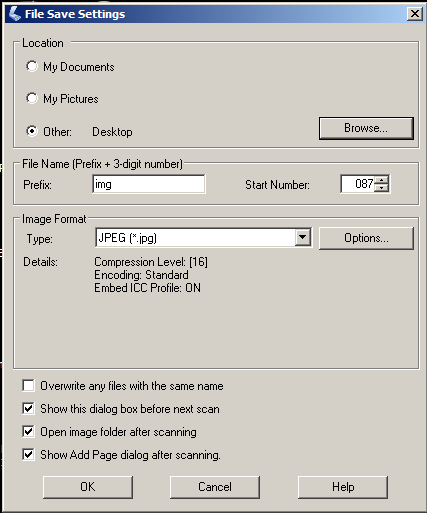 File Save Settings
Location
My Documents
My Pictures
Other: Desktop
Browse...
File Name (Prefix + 3-digit number)
Prefix: img Start Number: 087
Image Format
Type: JPEG (*.jpg) Options...
Details: Compression Level: [16]
Encoding: Standard
Embed ICC Profile: ON
Overwrite any files with the same name
Show this dialog box before next scan
Open image folder after scanning
Show Add Page dialog after scanning.
OK Cancel Help